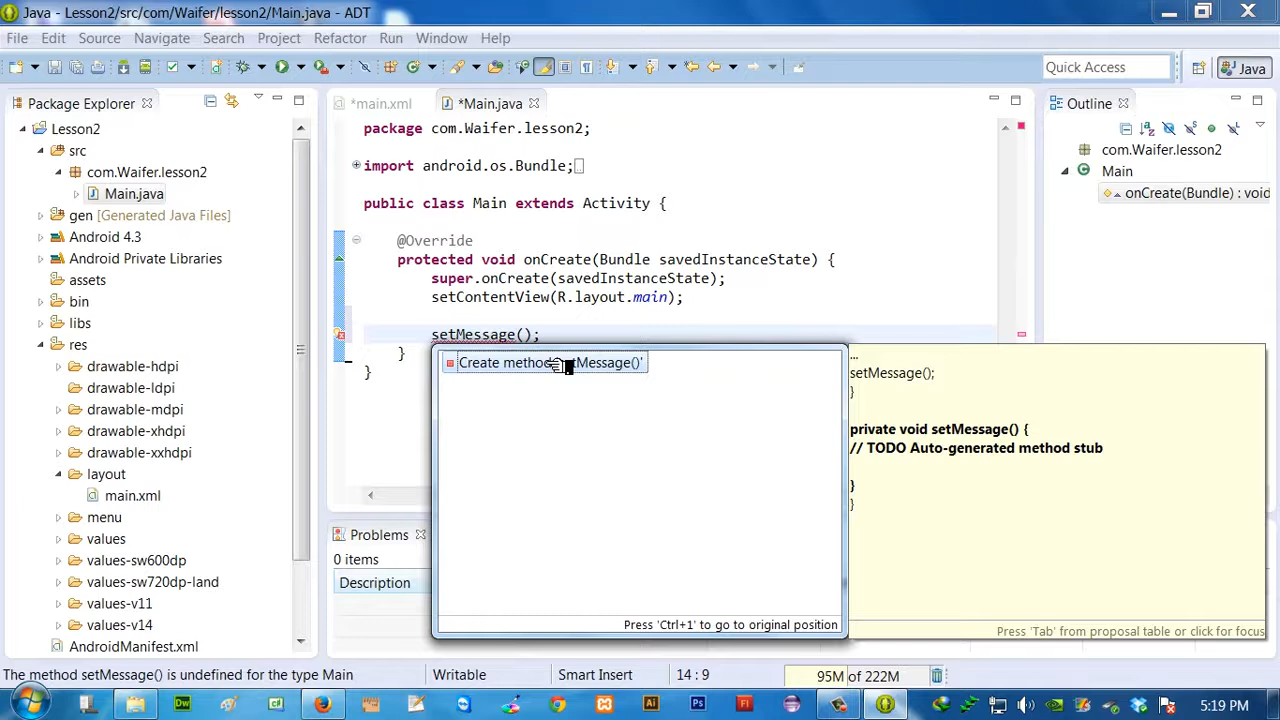 Java - Lesson2/src/com/Waifer/lesson2/Main.java - ADT
File Edit Source Navigate Search Project Refactor Run Window Help
Quick Access
Java
Package Explorer
*main.xml
*Main.java
Outline
Lesson2
src
com.Waifer.lesson2
Main.java
gen [Generated Java Files]
Android 4.3
Android Private Libraries
assets
bin
libs
res
drawable-hdpi
drawable-ldpi
drawable-mdpi
drawable-xhdpi
drawable-xxhdpi
layout
main.xml
menu
values
values-sw600dp
values-sw720dp-land
values-v11
values-v14
AndroidManifest.xml
package com.Waifer.lesson2;
import android.os.Bundle;
public class Main extends Activity {
@Override
protected void onCreate(Bundle savedInstanceState) {
super.onCreate(savedInstanceState);
setContentView(R.layout.main);
setMessage();
}
}
com.Waifer.lesson2
Main
onCreate(Bundle) : void
Create method
...
setMessage();
}
private void setMessage() {
// TODO Auto-generated method stub
}
}
Press 'Ctrl+1' to go to original position
Press 'Tab' from proposal table or click for focus
Problems
0 items
Description
The method setMessage() is undefined for the type Main
Writable
Smart Insert
14 : 9
95M of 222M
Dw
Ai
Ps
Fl
5:19 PM